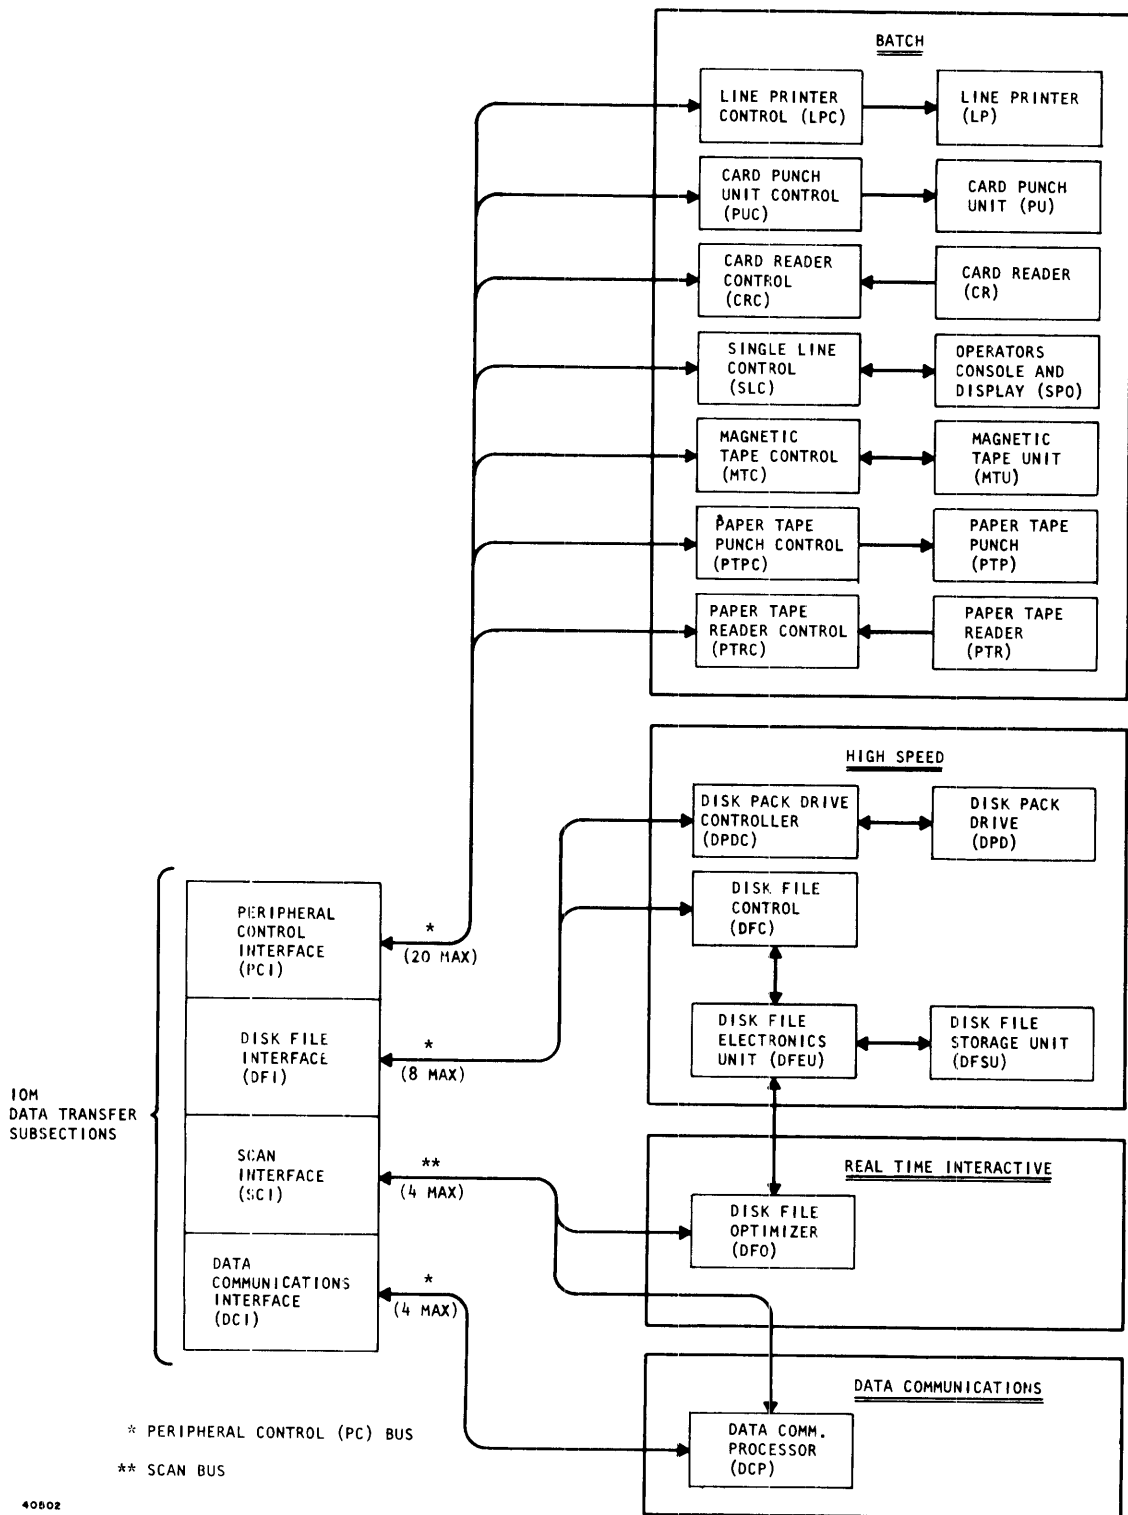 BATCH
LINE PRINTER
CONTROL (LPC)
LINE PRINTER
(LP)
CARD PUNCH
UNIT CONTROL
(PUC)
CARD PUNCH
UNIT (PU)
CARD READER
CONTROL
(CRC)
CARD READER
(CR)
SINGLE LINE
CONTROL
(SLC)
OPERATORS
CONSOLE AND
DISPLAY (SPO)
MAGNETIC
TAPE CONTROL
(MTC)
MAGNETIC
TAPE UNIT
(MTU)
PAPER TAPE
PUNCH CONTROL
(PTPC)
PAPER TAPE
PUNCH
(PTP)
PAPER TAPE
READER CONTROL
(PTRC)
PAPER TAPE
READER
(PTR)
HIGH SPEED
DISK PACK DRIVE
CONTROLLER
(DPDC)
DISK PACK
DRIVE
(DPD)
DISK FILE
CONTROL
(DFC)
DISK FILE
ELECTRONICS
UNIT (DFEU)
DISK FILE
STORAGE UNIT
(DFSU)
REAL TIME INTERACTIVE
DISK FILE
OPTIMIZER
(DFO)
DATA COMMUNICATIONS
DATA COMM.
PROCESSOR
(DCP)
IOM
DATA TRANSFER
SUBSECTIONS
PERIPHERAL
CONTROL
INTERFACE
(PCI)
*
(20 MAX)
DISK FILE
INTERFACE
(DFI)
*
(8 MAX)
SCAN
INTERFACE
(SCI)
**
(4 MAX)
DATA
COMMUNICATIONS
INTERFACE
(DCI)
*
(4 MAX)
* PERIPHERAL CONTROL (PC) BUS
** SCAN BUS
40502